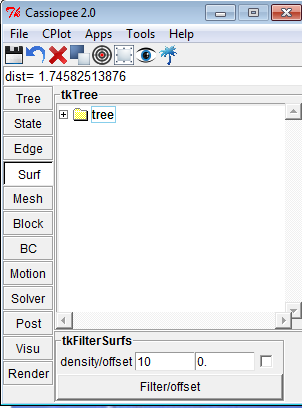 Tk Cassiopee 2.0
File CPlot Apps Tools Help
dist= 1.74582513876
Tree
State
Edge
Surf
Mesh
Block
BC
Motion
Solver
Post
Visu
Render
tkTree
tree
tkFilterSurfs
density/offset 10 0.
Filter/offset